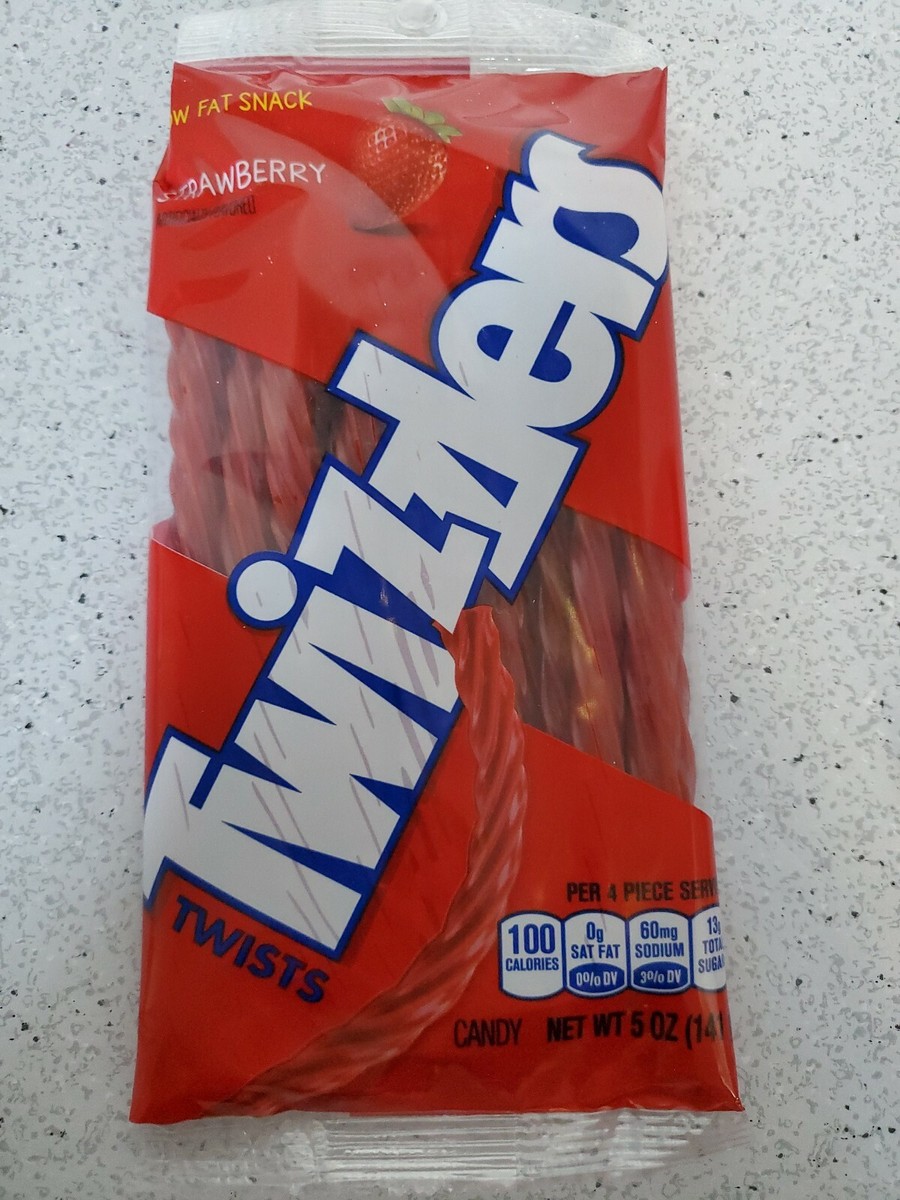 W FAT SNACK
STRAWBERRY
Twizzlers
TWISTS
PER 4 PIECE SERV
100
CALORIES
0g
SAT FAT
0% DV
60mg
SODIUM
3% DV
13g
TOTA
SUGA
CANDY NET WT 5 OZ (141